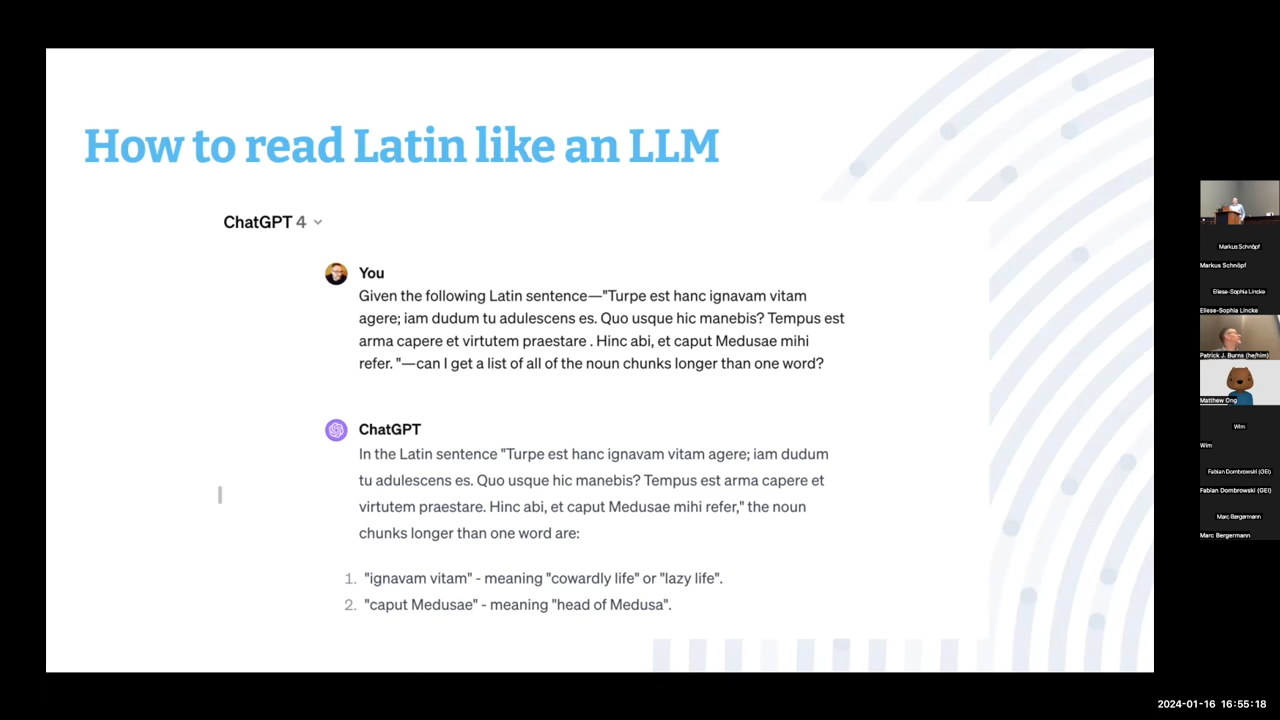 How to read Latin like an LLM
ChatGPT 4
You
Given the following Latin sentence—"Turpe est hanc ignavam vitam
agere; iam dudum tu adulescens es. Quo usque hic manebis? Tempus est
arma capere et virtutem praestare . Hinc abi, et caput Medusae mihi
refer. "—can I get a list of all of the noun chunks longer than one word?
ChatGPT
In the Latin sentence "Turpe est hanc ignavam vitam agere; iam dudum
tu adulescens es. Quo usque hic manebis? Tempus est arma capere et
virtutem praestare. Hinc abi, et caput Medusae mihi refer," the noun
chunks longer than one word are:
1. "ignavam vitam" - meaning "cowardly life" or "lazy life".
2. "caput Medusae" - meaning "head of Medusa".
Markus Schnöpf
Markus Schnöpf
Eliese-Sophia Lincke
Eliese-Sophia Lincke
Patrick J. Burns (he/him)
Matthew Ong
Wim
Wim
Fabian Dombrowski (GEI)
Fabian Dombrowski (GEI)
Marc Bergermann
Marc Bergermann
2024-01-16 16:55:18